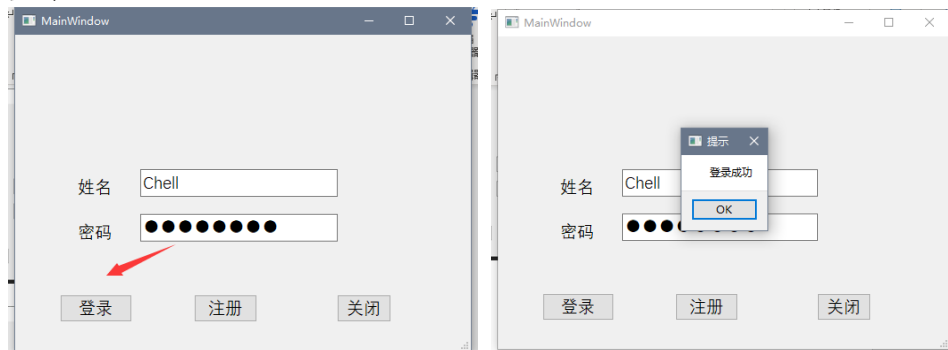 MainWindow
姓名 Chell
密码 ●●●●●●●●
登录 注册 关闭
MainWindow
提示
登录成功
OK
姓名 Chell
密码
登录 注册 关闭